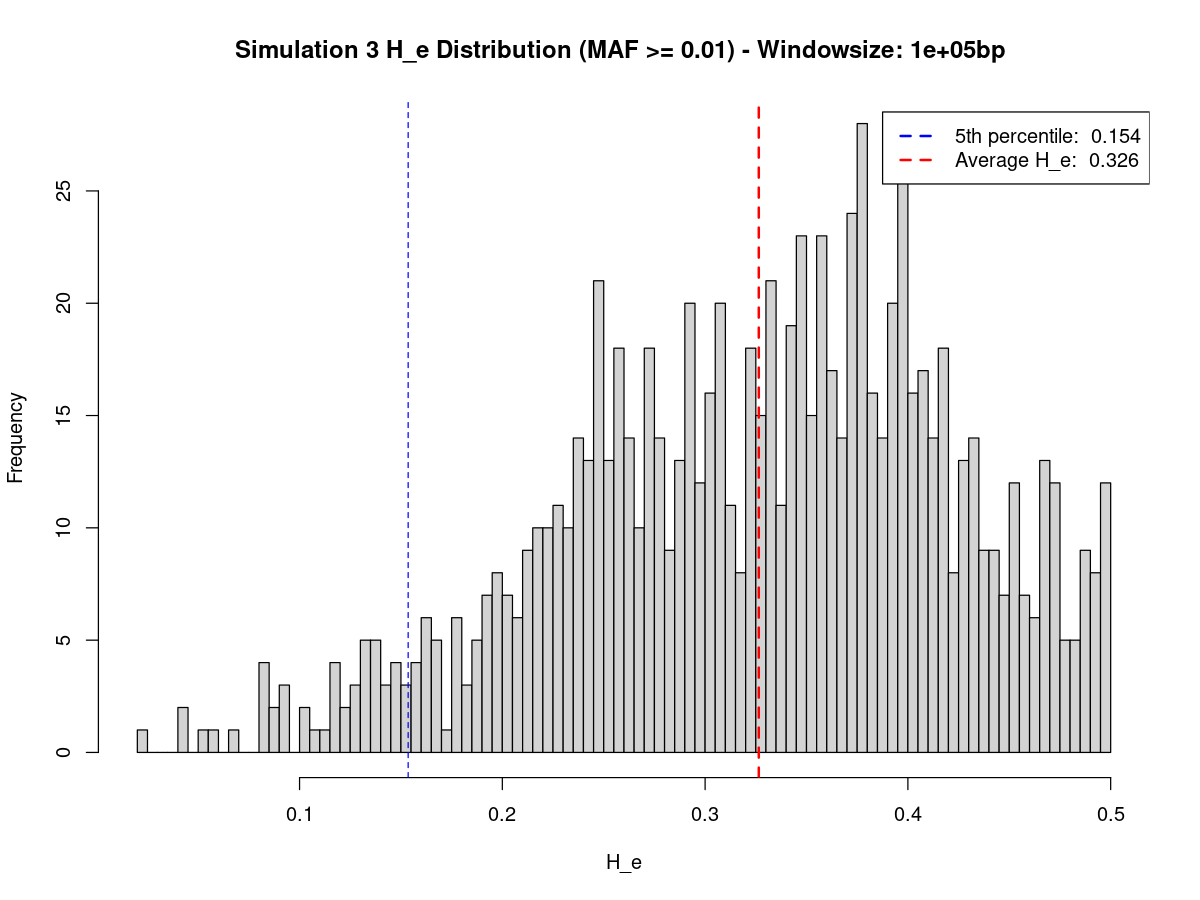 Simulation 3 H_e Distribution (MAF >= 0.01) - Windowsize: 1e+05bp
5th percentile:  0.154
Average H_e:  0.326
Frequency
25
20
15
10
5
0
0.1 0.2 0.3 0.4 0.5
H_e